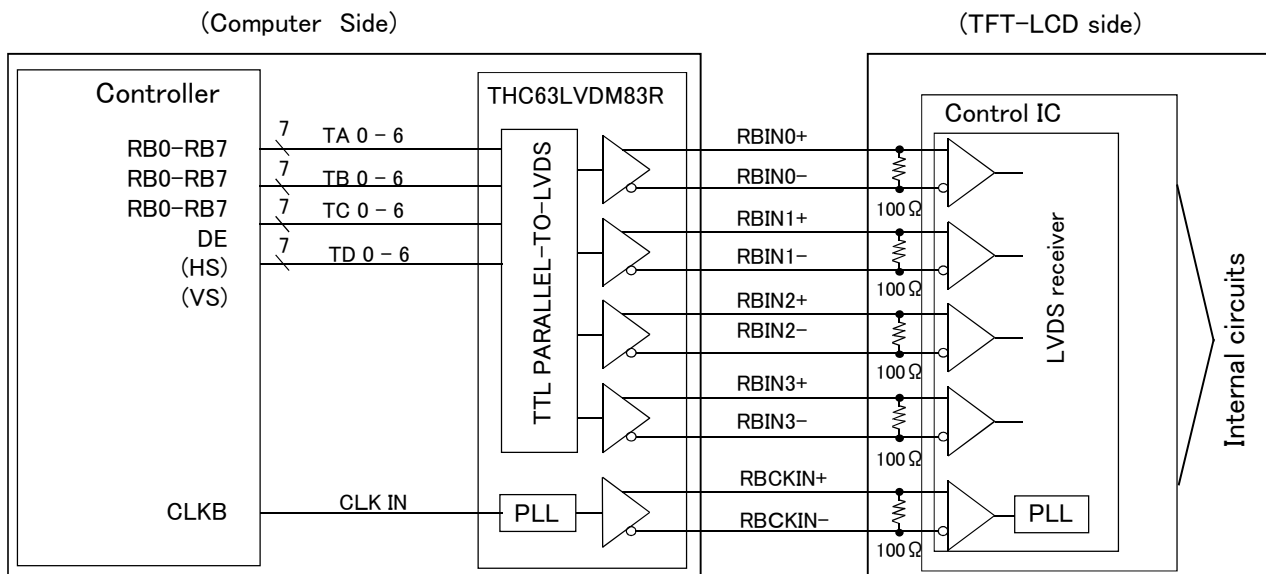 (Computer Side)
(TFT-LCD side)
Controller
RB0-RB7
RB0-RB7
RB0-RB7
DE
(HS)
(VS)
CLKB
7
TA 0-6
7
TB 0-6
7
TC 0-6
7
TD 0-6
CLK IN
THC63LVDM83R
TTL PARALLEL-TO-LVDS
PLL
RBIN0+
RBIN0-
RBIN1+
RBIN1-
RBIN2+
RBIN2-
RBIN3+
RBIN3-
RBCKIN+
RBCKIN-
100Ω
100Ω
100Ω
100Ω
100Ω
Control IC
LVDS receiver
PLL
Internal circuits